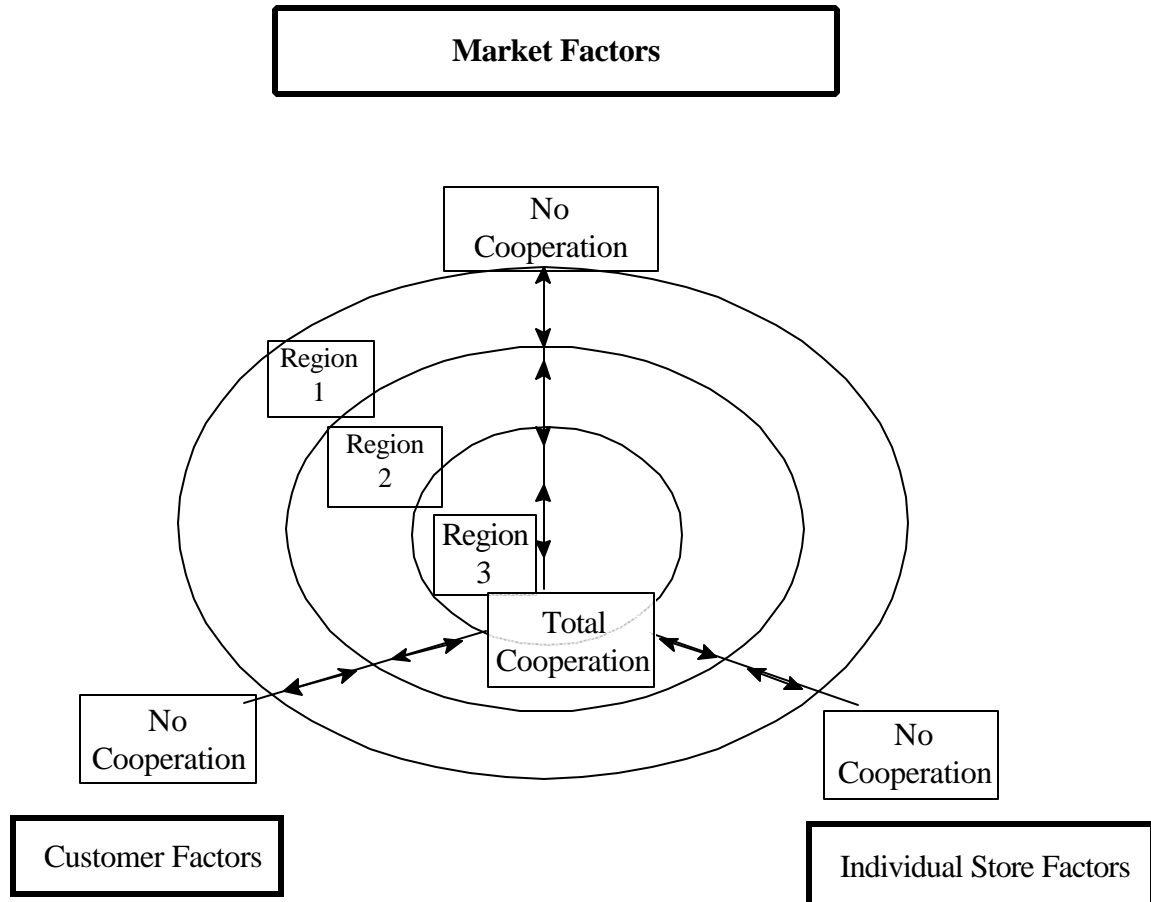 Market Factors
No
Cooperation
Region
1
Region
2
Region
3
Total
Cooperation
No
Cooperation
No
Cooperation
Customer Factors
Individual Store Factors